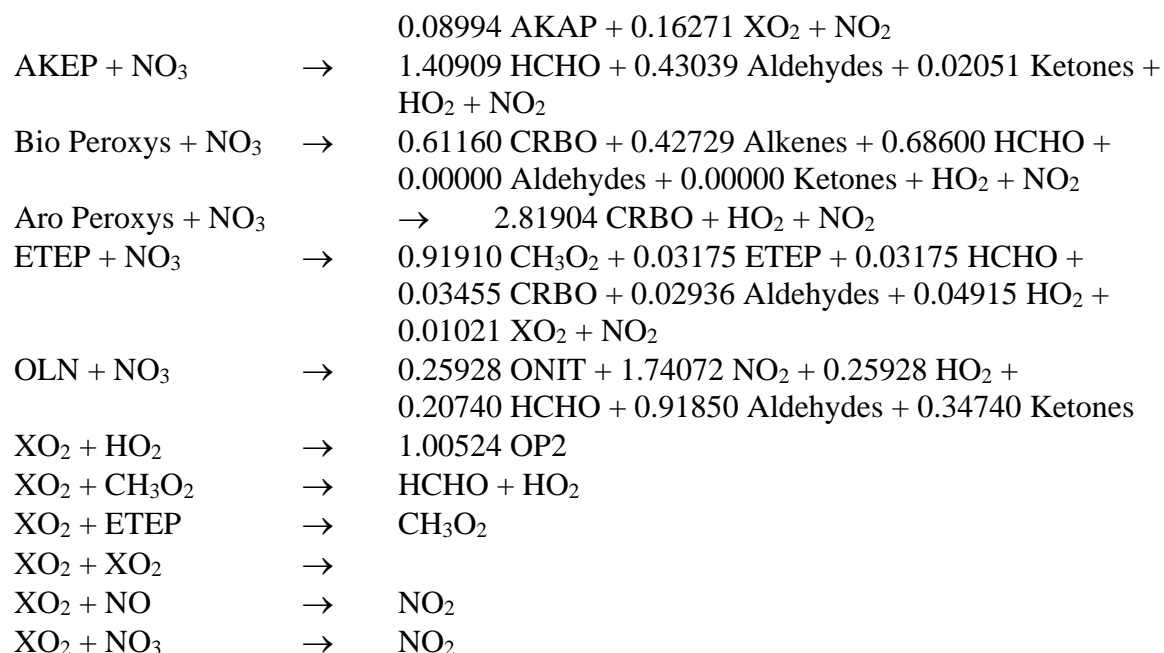 0.08994 AKAP + 0.16271 XO₂ + NO₂
AKEP + NO₃ → 1.40909 HCHO + 0.43039 Aldehydes + 0.02051 Ketones +
HO₂ + NO₂
Bio Peroxys + NO₃ → 0.61160 CRBO + 0.42729 Alkenes + 0.68600 HCHO +
0.00000 Aldehydes + 0.00000 Ketones + HO₂ + NO₂
Aro Peroxys + NO₃ → 2.81904 CRBO + HO₂ + NO₂
ETEP + NO₃ → 0.91910 CH₃O₂ + 0.03175 ETEP + 0.03175 HCHO +
0.03455 CRBO + 0.02936 Aldehydes + 0.04915 HO₂ +
0.01021 XO₂ + NO₂
OLN + NO₃ → 0.25928 ONIT + 1.74072 NO₂ + 0.25928 HO₂ +
0.20740 HCHO + 0.91850 Aldehydes + 0.34740 Ketones
XO₂ + HO₂ → 1.00524 OP2
XO₂ + CH₃O₂ → HCHO + HO₂
XO₂ + ETEP → CH₃O₂
XO₂ + XO₂ →
XO₂ + NO → NO₂
XO₂ + NO₃ → NO₂